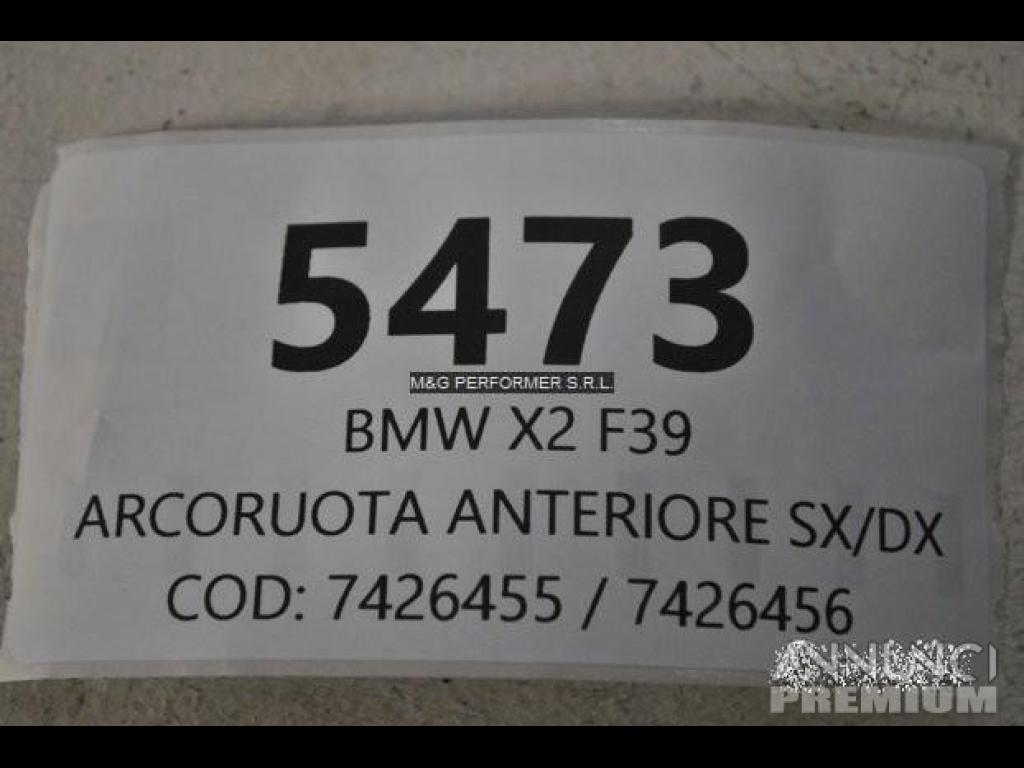 5473
M&G PERFORMER S.R.L.
BMW X2 F39
ARCORUOTA ANTERIORE SX/DX
COD: 7426455 / 7426456
ANNUNCI
PREMIUM